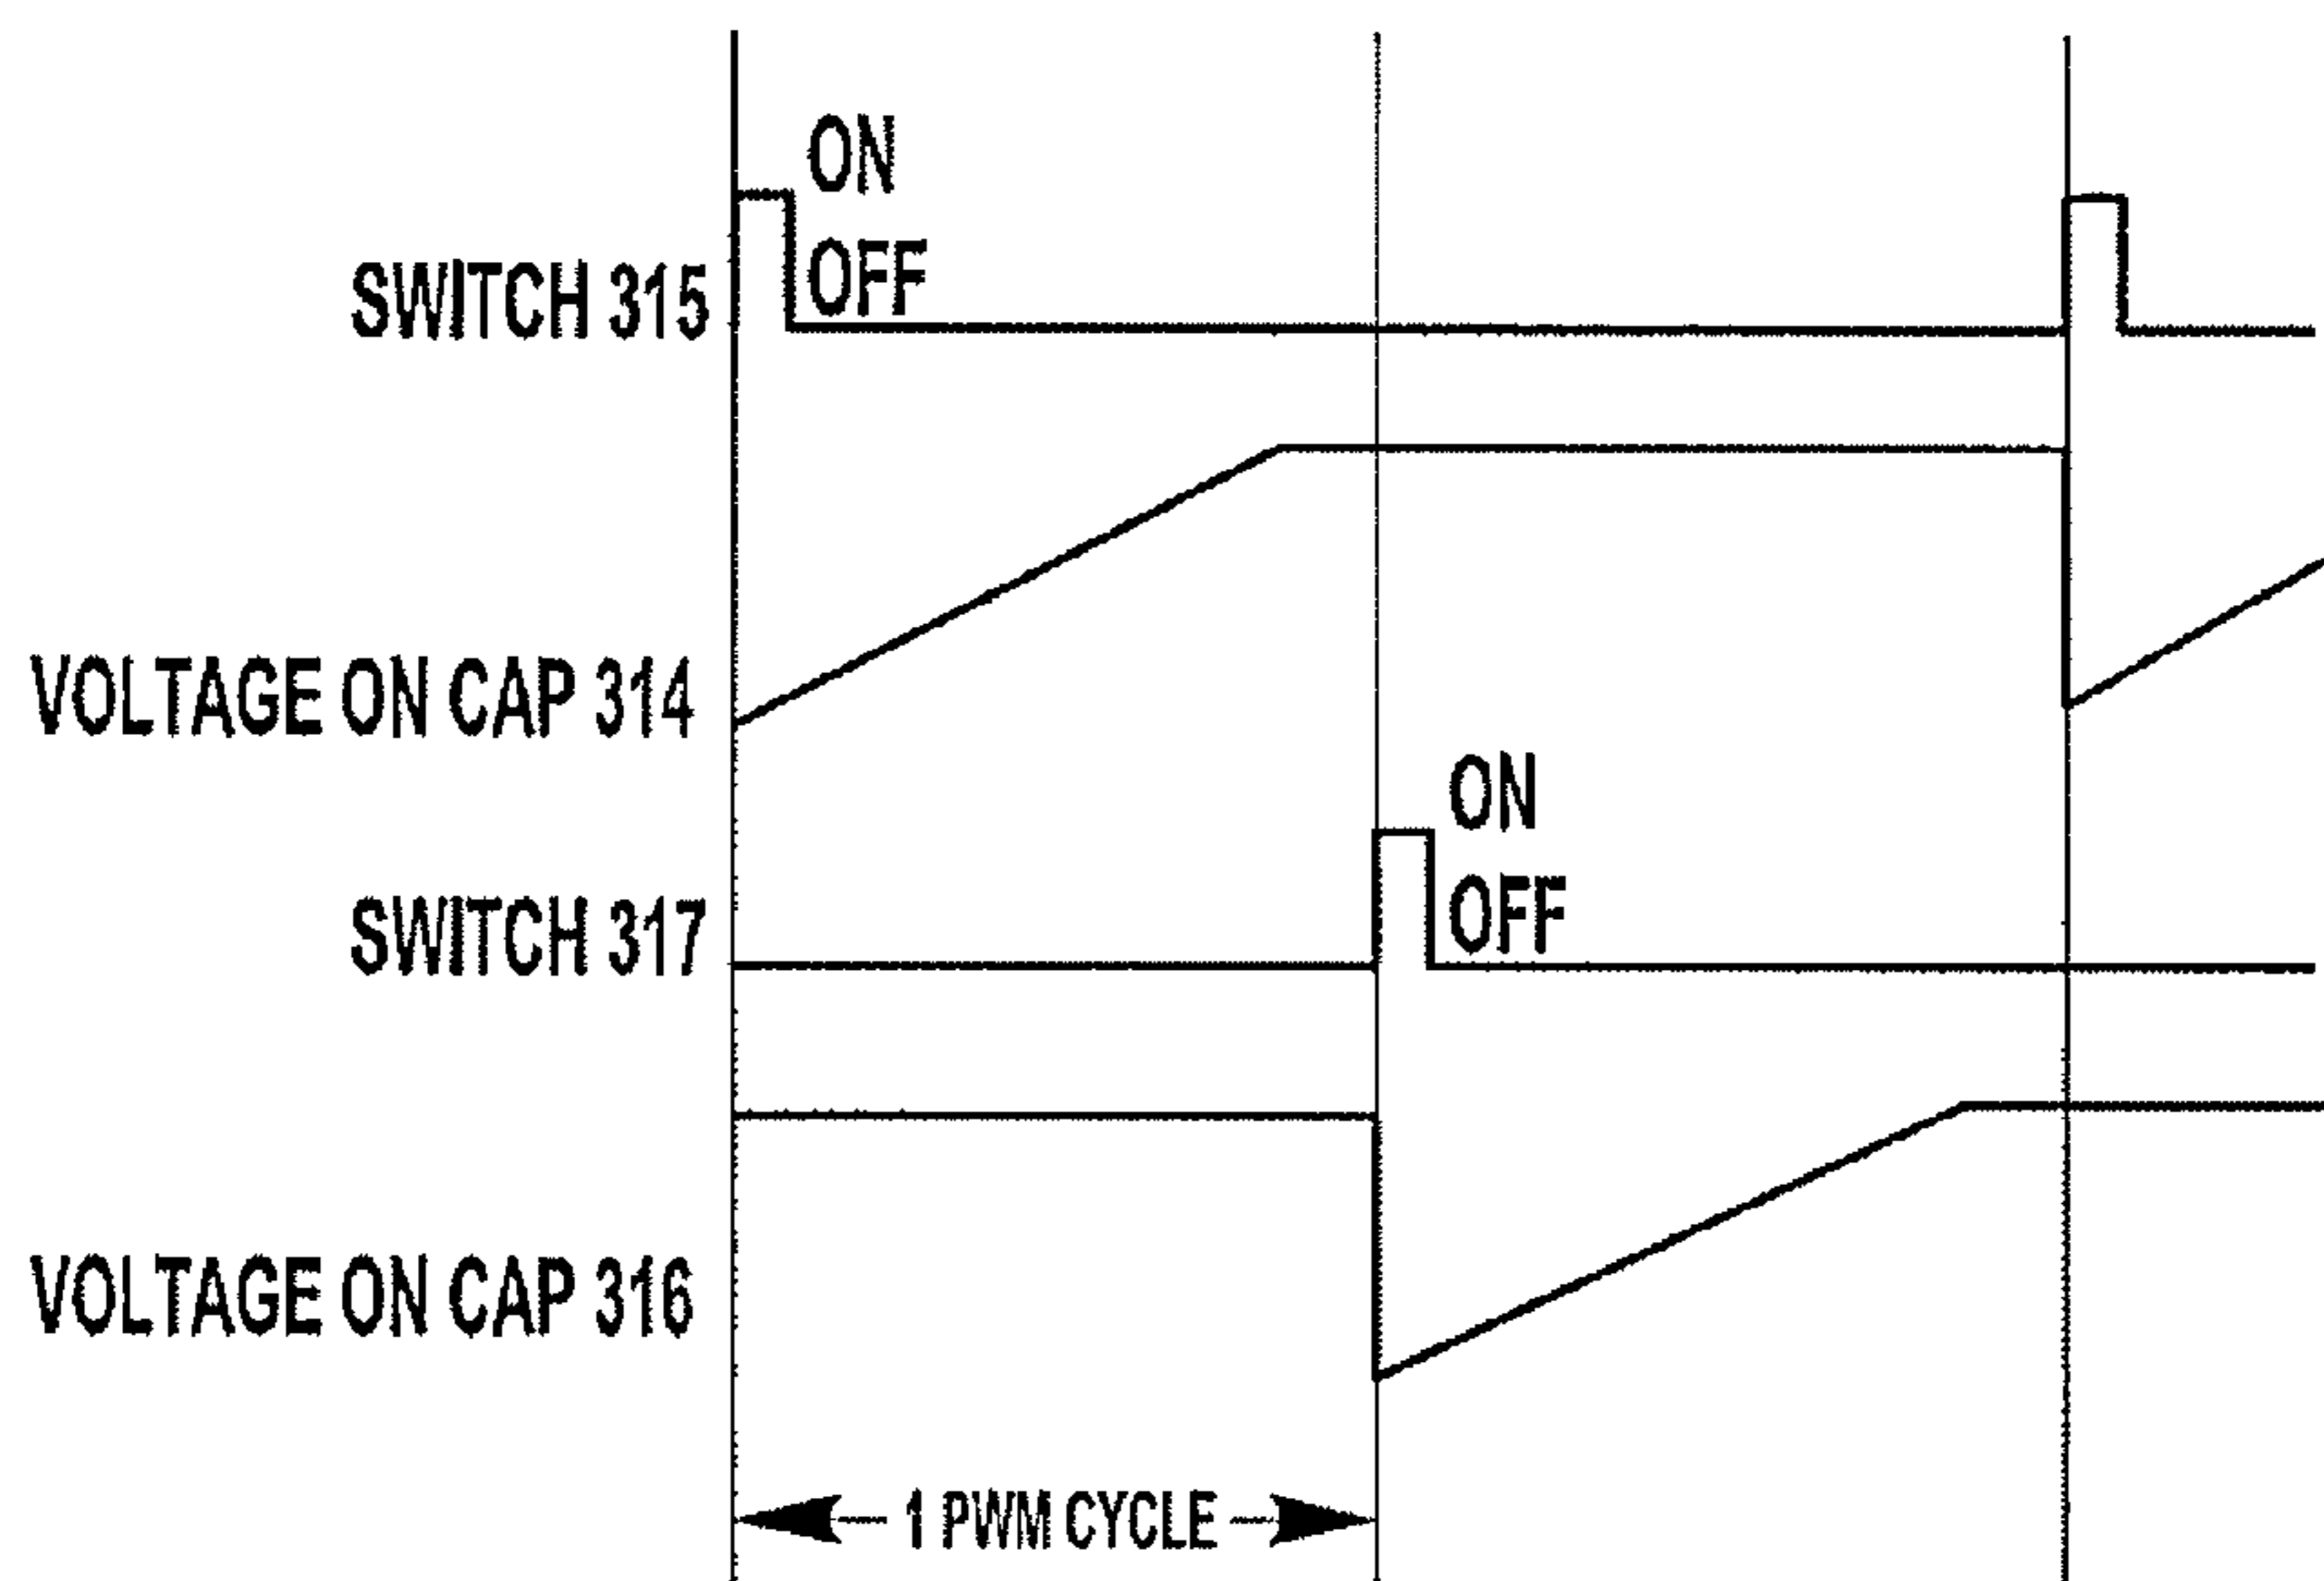 ON
OFF
SWITCH 315
VOLTAGE ON CAP 314
ON
OFF
SWITCH 317
VOLTAGE ON CAP 316
1 PWM CYCLE